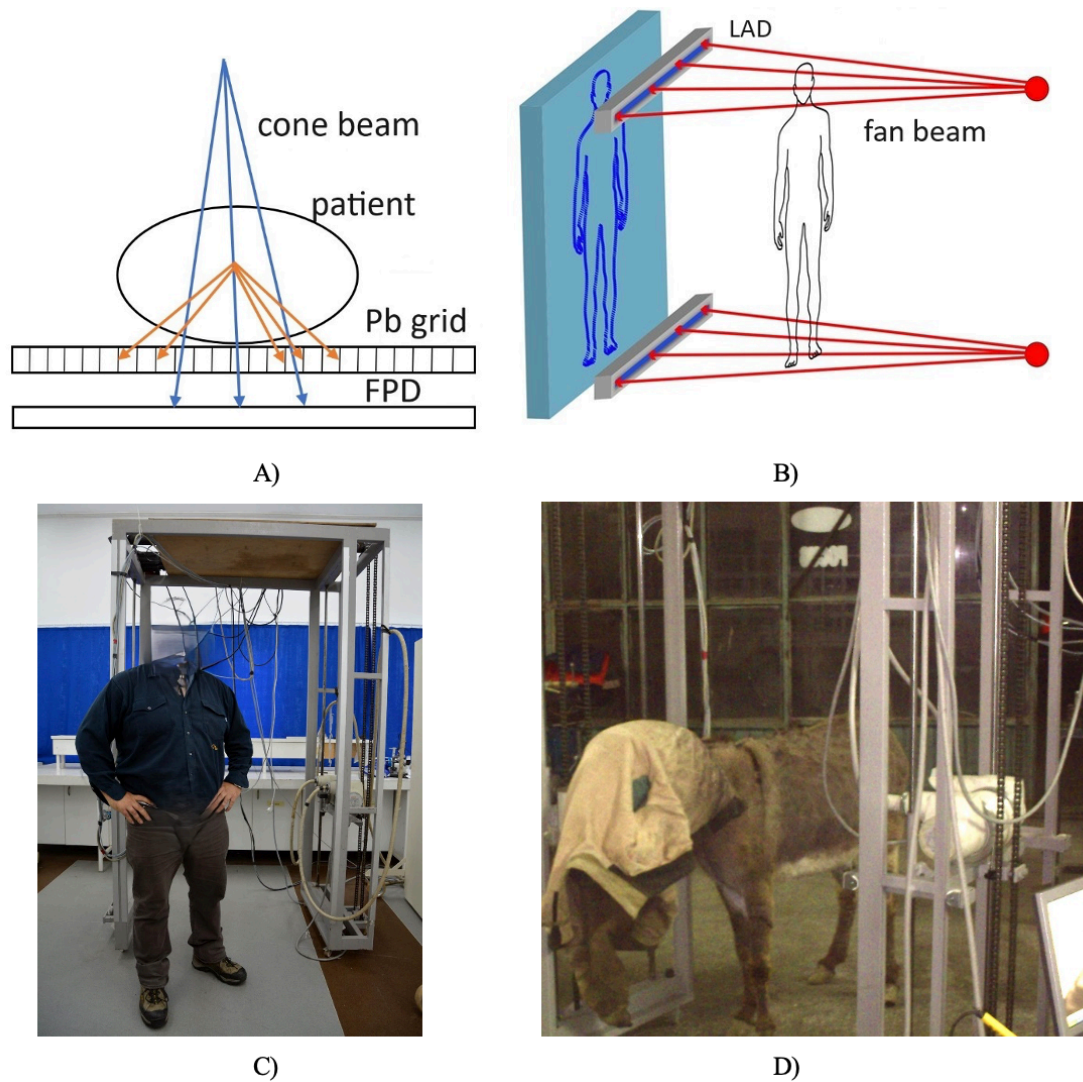 cone beam
patient
Pb grid
FPD
A)
LAD
fan beam
B)
C)
D)